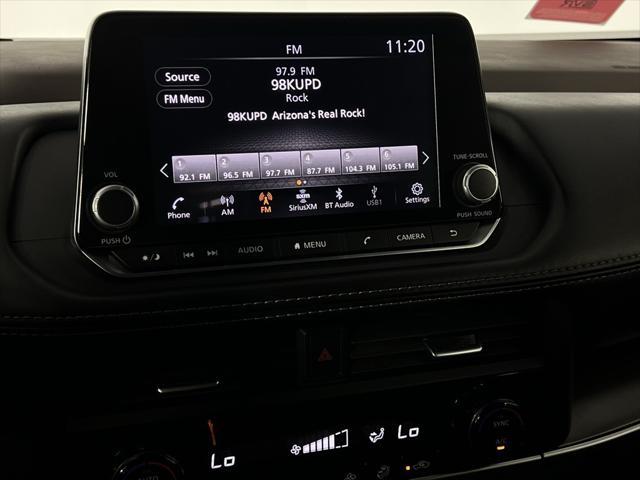 FM
11:20
Source
97.9 FM
98KUPD
FM Menu
Rock
98KUPD Arizona's Real Rock!
1 2 3 4 5 6
92.1 FM 96.5 FM 97.7 FM 87.7 FM 104.3 FM 105.1 FM
Phone AM FM SiriusXM BT Audio USB1 Settings
VOL
TUNE·SCROLL
PUSH
PUSH SOUND
AUDIO MENU CAMERA
Lo Lo
SYNC
A/C
AUTO